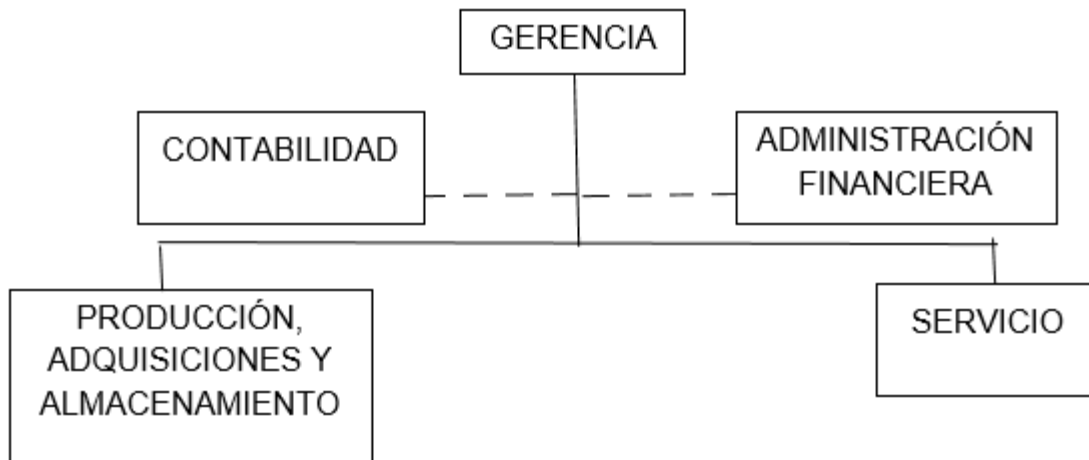 GERENCIA
CONTABILIDAD
ADMINISTRACIÓN
FINANCIERA
PRODUCCIÓN,
ADQUISICIONES Y
ALMACENAMIENTO
SERVICIO